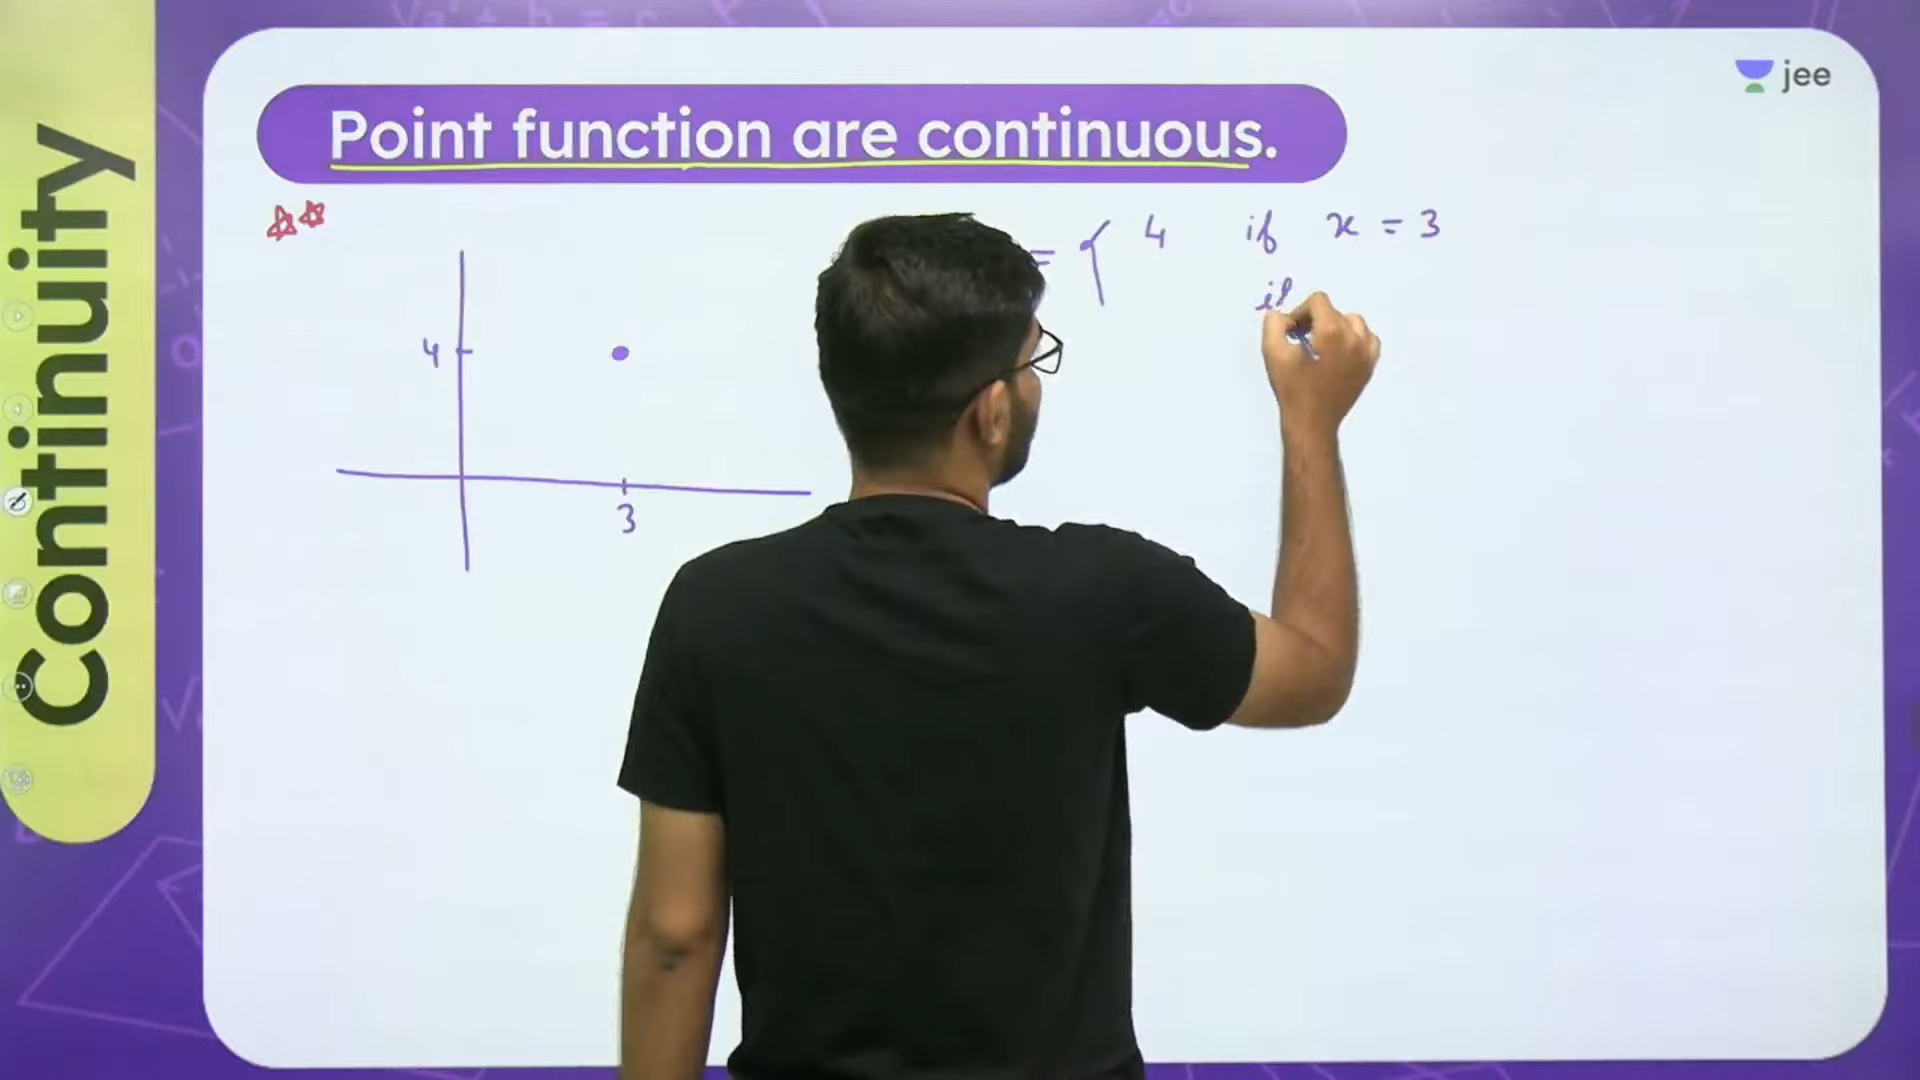 Continuity
jee
Point function are continuous.
= { 4 if x = 3
if
4
3